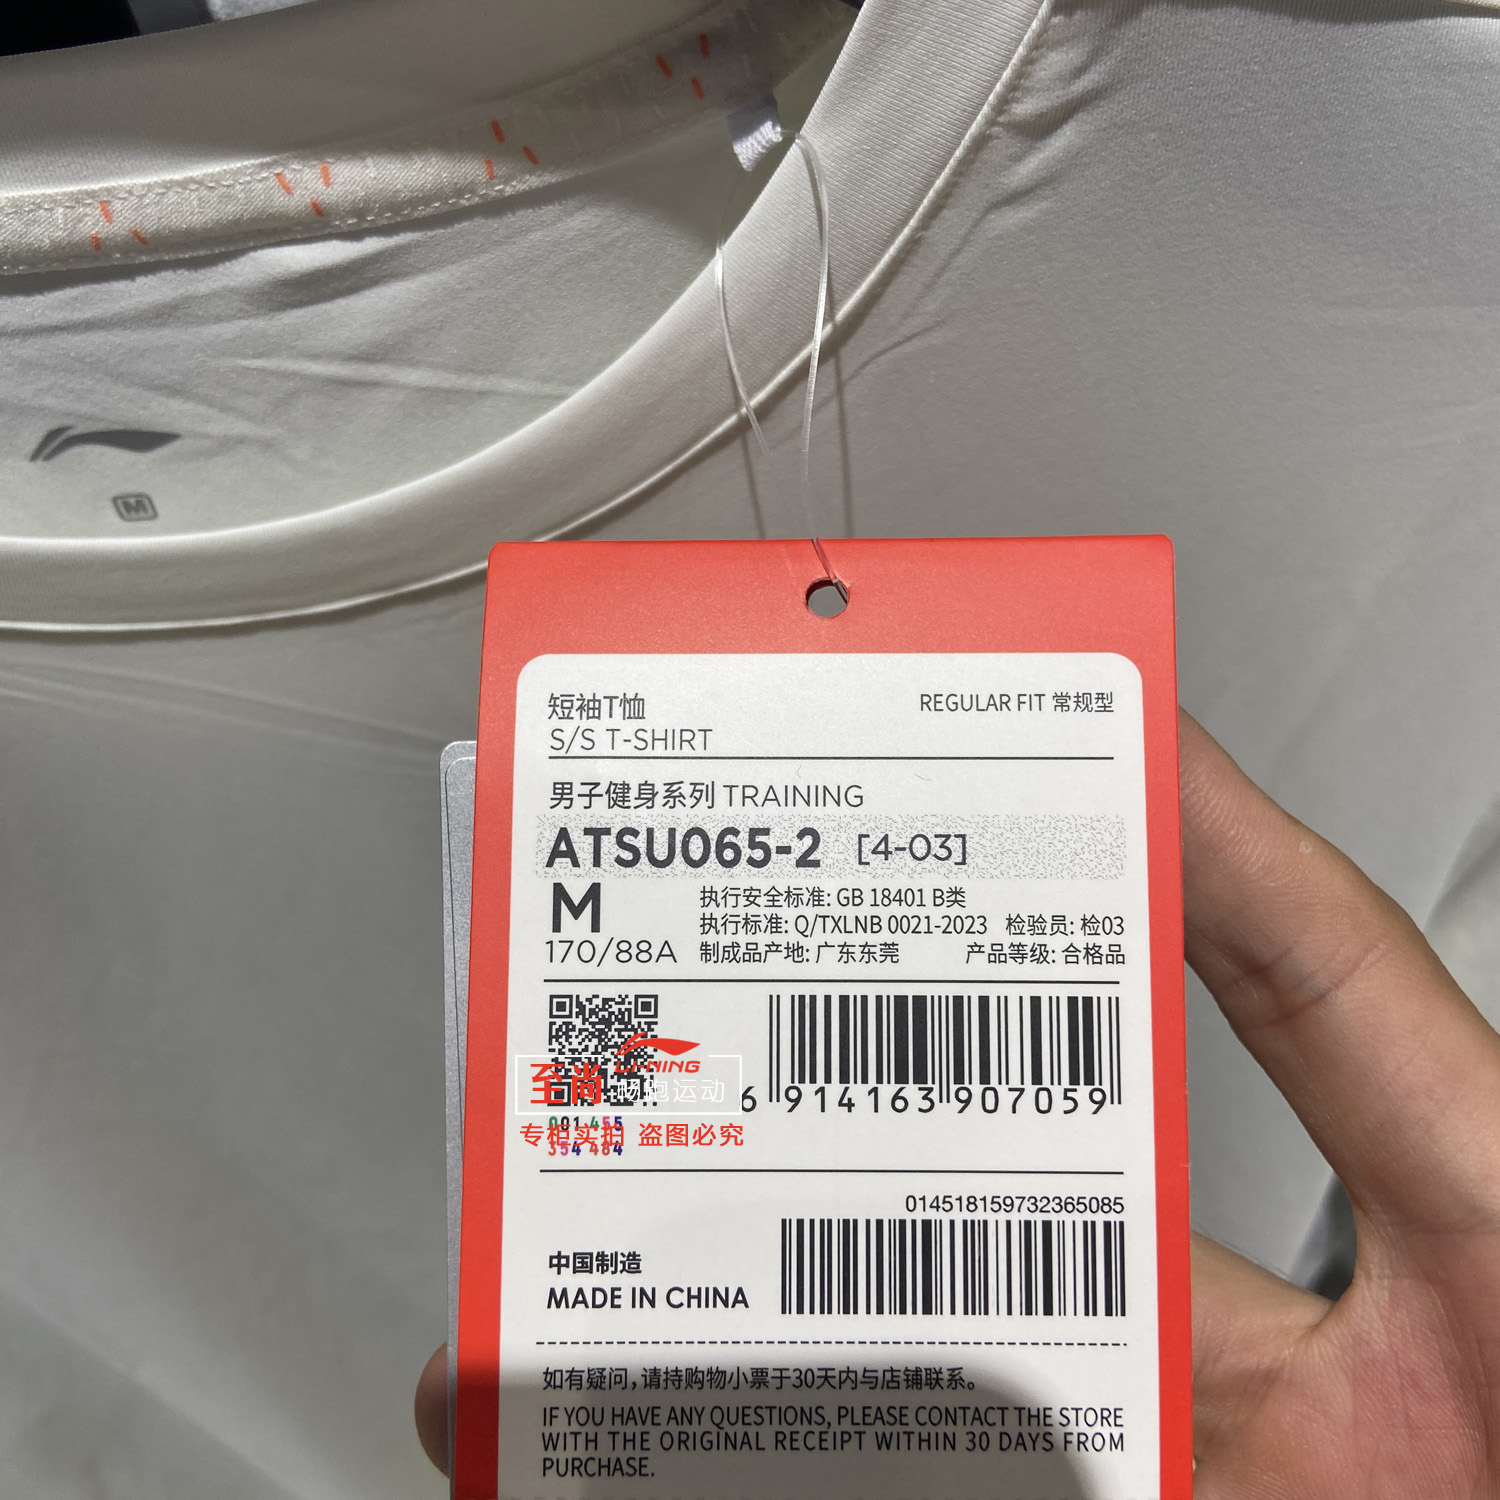 M
短袖T恤
REGULAR FIT 常规型
S/S T-SHIRT
男子健身系列 TRAINING
ATSU065-2 [4-03]
M
170/88A
执行安全标准: GB 18401 B类
执行标准: Q/TXLNB 0021-2023 检验员: 检03
制成品产地: 广东东莞 产品等级: 合格品
LI-NING
至尚 畅跑运动
6 914163 907059
001 455
专柜实拍 盗图必究
354 484
014518159732365085
中国制造
MADE IN CHINA
如有疑问，请持购物小票于30天内与店铺联系。
IF YOU HAVE ANY QUESTIONS, PLEASE CONTACT THE STORE
WITH THE ORIGINAL RECEIPT WITHIN 30 DAYS FROM
PURCHASE.